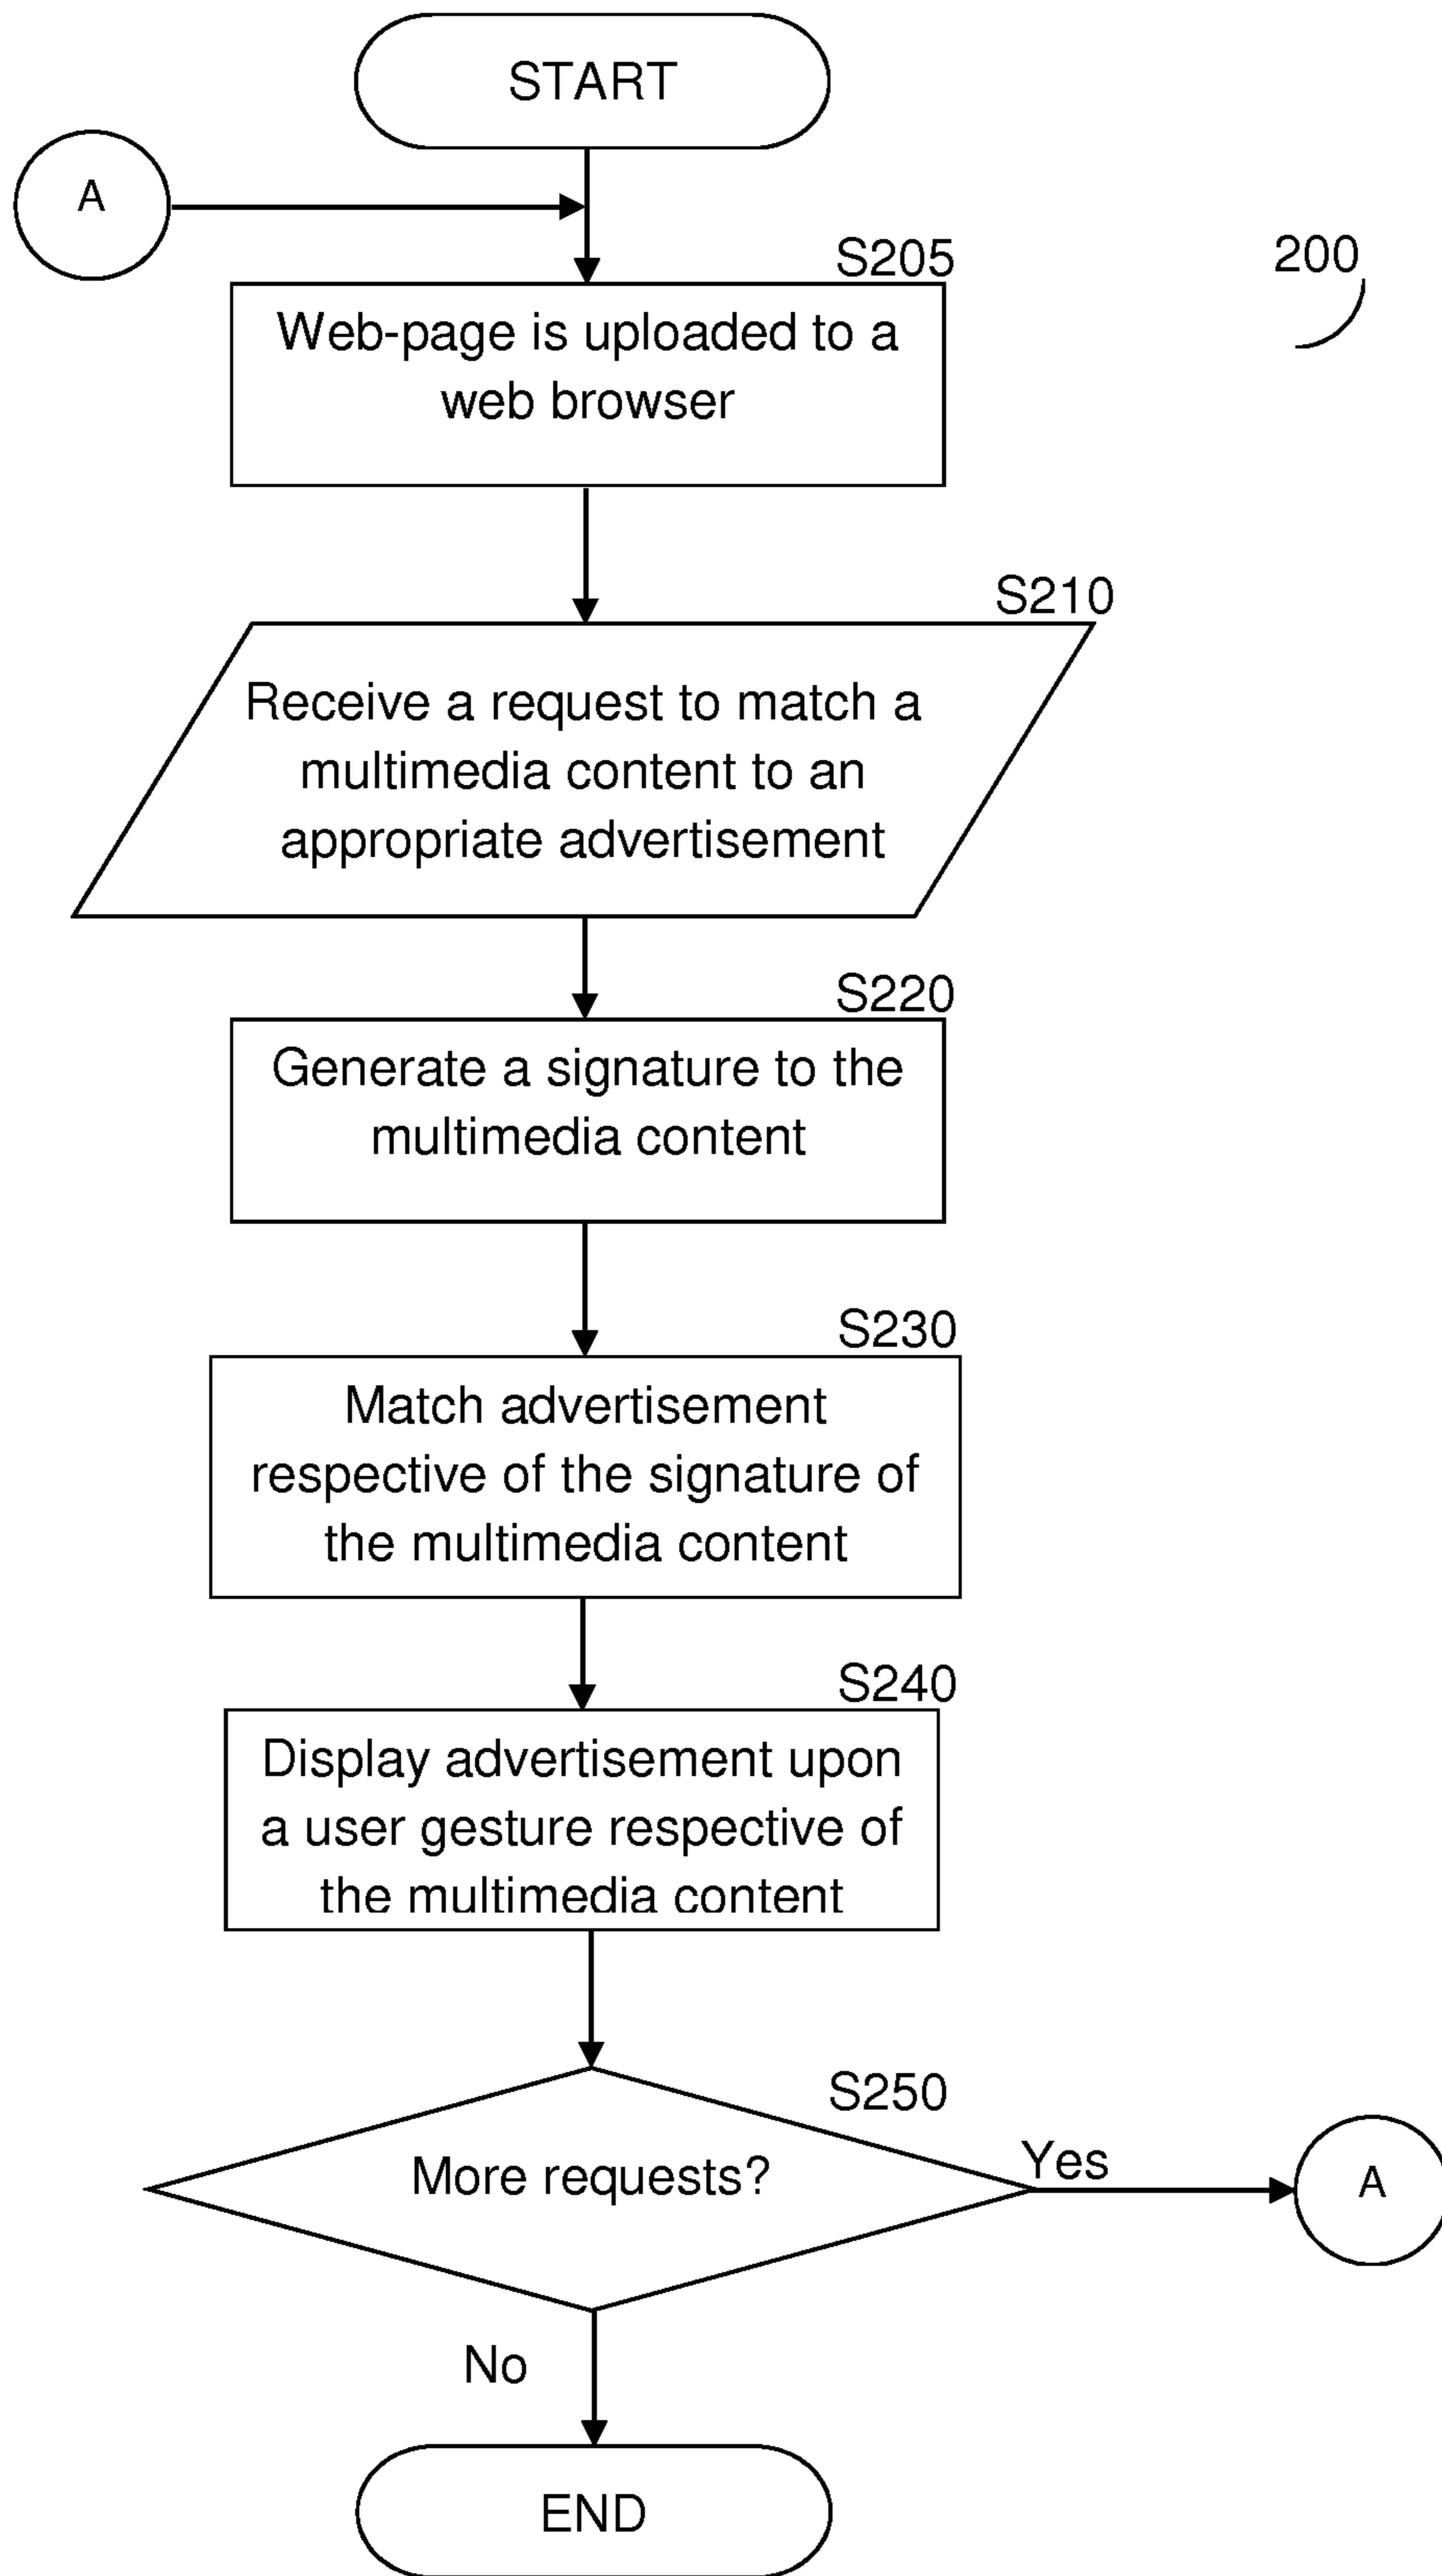 START
A
S205
200
Web-page is uploaded to a
web browser
S210
Receive a request to match a
multimedia content to an
appropriate advertisement
S220
Generate a signature to the
multimedia content
S230
Match advertisement
respective of the signature of
the multimedia content
S240
Display advertisement upon
a user gesture respective of
the multimedia content
S250
More requests?
Yes
A
No
END